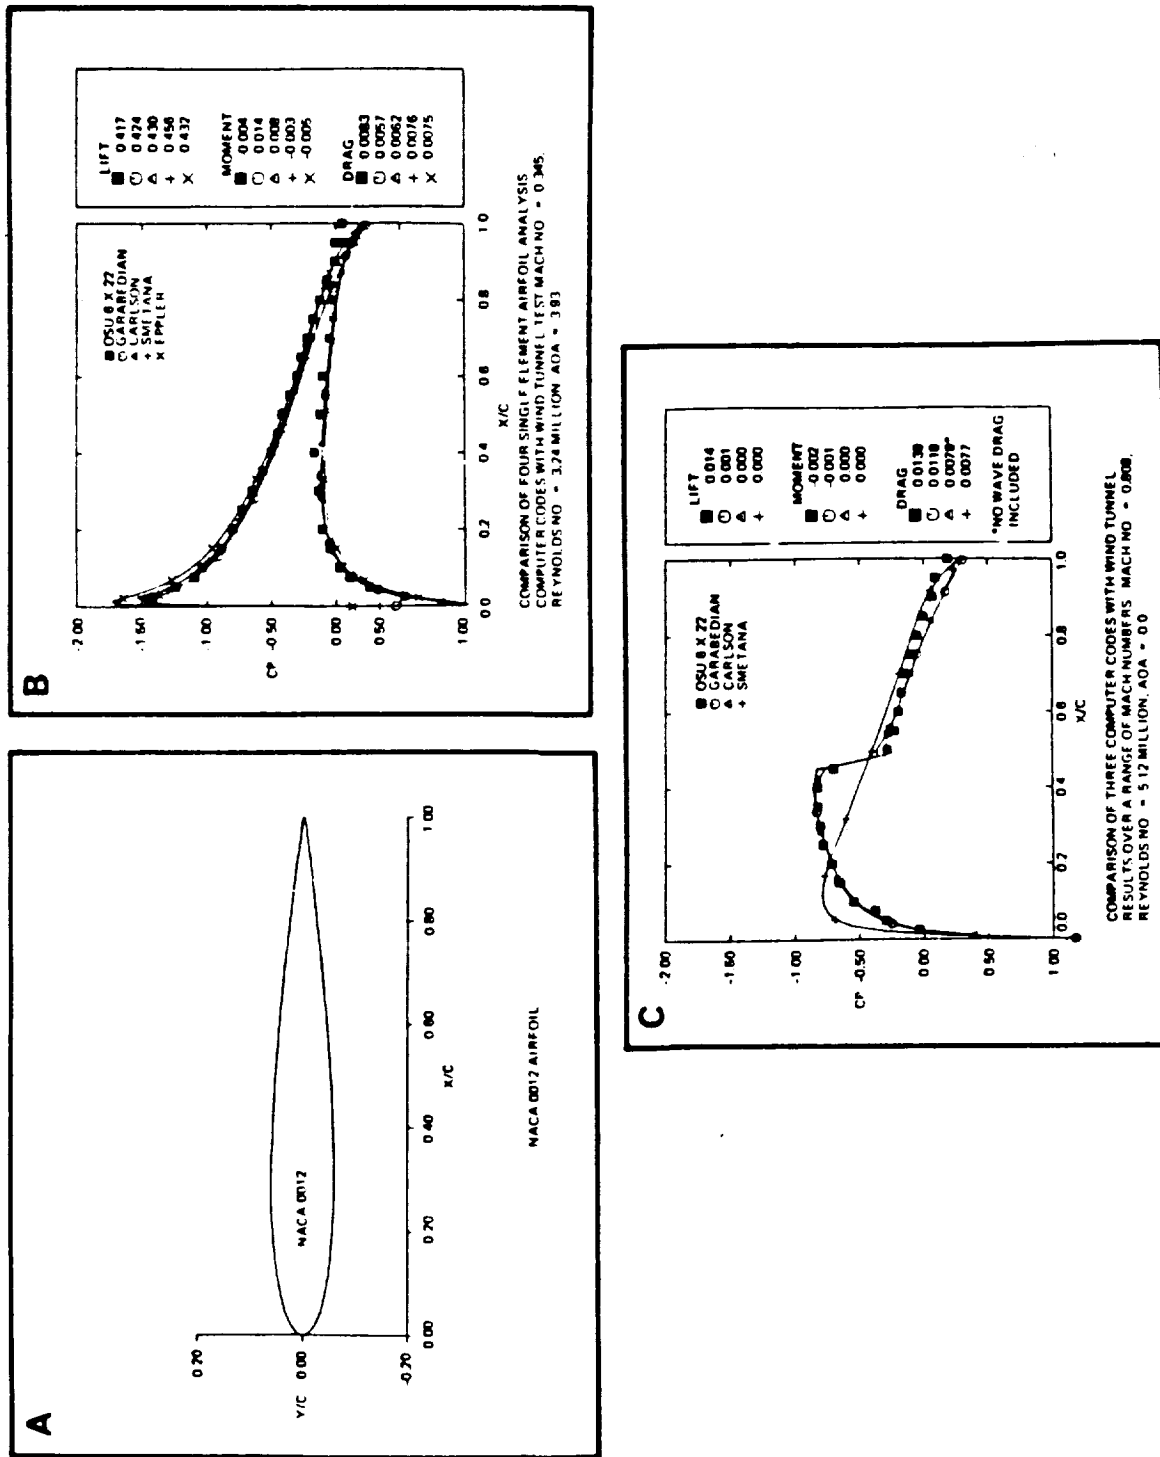 A
0.20
Y/C 0.00
-0.20
NACA 0012
0.00 0.20 0.40 0.60 0.80 1.00
X/C
NACA 0012 AIRFOIL
B
-2.00
-1.50
-1.00
CP -0.50
0.00
0.50
1.00
■ OSU 6 X 22
○ GARABEDIAN
△ CARLSON
+ SMETANA
× EPPLER
0.0 0.2 0.4 0.6 0.8 1.0
X/C
LIFT
■ 0.417
○ 0.424
△ 0.430
+ 0.456
× 0.432
MOMENT
■ 0.004
○ 0.014
△ 0.008
+ -0.003
× -0.005
DRAG
■ 0.0083
○ 0.0057
△ 0.0062
+ 0.0076
× 0.0075
COMPARISON OF FOUR SINGLE ELEMENT AIRFOIL ANALYSIS
COMPUTER CODES WITH WIND TUNNEL TEST MACH NO = 0.345,
REYNOLDS NO = 3.24 MILLION AOA = 3.93
C
-2.00
-1.50
-1.00
CP -0.50
0.00
0.50
1.00
■ OSU 6 X 22
○ GARABEDIAN
△ CARLSON
+ SMETANA
0.0 0.2 0.4 0.6 0.8 1.0
X/C
LIFT
■ 0.014
○ 0.001
△ 0.000
+ 0.000
MOMENT
■ -0.002
○ -0.001
△ 0.000
+ 0.000
DRAG
■ 0.0138
○ 0.0118
△ 0.0079*
+ 0.0077
*NO WAVE DRAG
INCLUDED
COMPARISON OF THREE COMPUTER CODES WITH WIND TUNNEL
RESULTS OVER A RANGE OF MACH NUMBERS MACH NO = 0.808,
REYNOLDS NO = 5.12 MILLION, AOA = 0.0